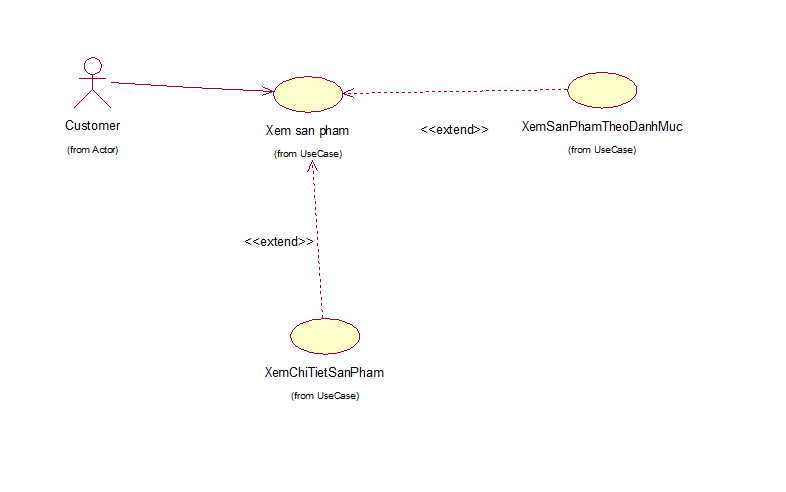 Customer
(from Actor)
Xem san pham
(from UseCase)
<<extend>>
XemSanPhamTheoDanhMuc
(from UseCase)
<<extend>>
XemChiTietSanPham
(from UseCase)